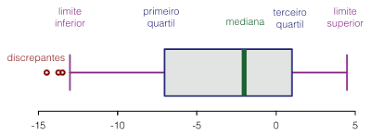 limite inferior
primeiro quartil
mediana
terceiro quartil
limite superior
discrepantes
-15 -10 -5 0 5